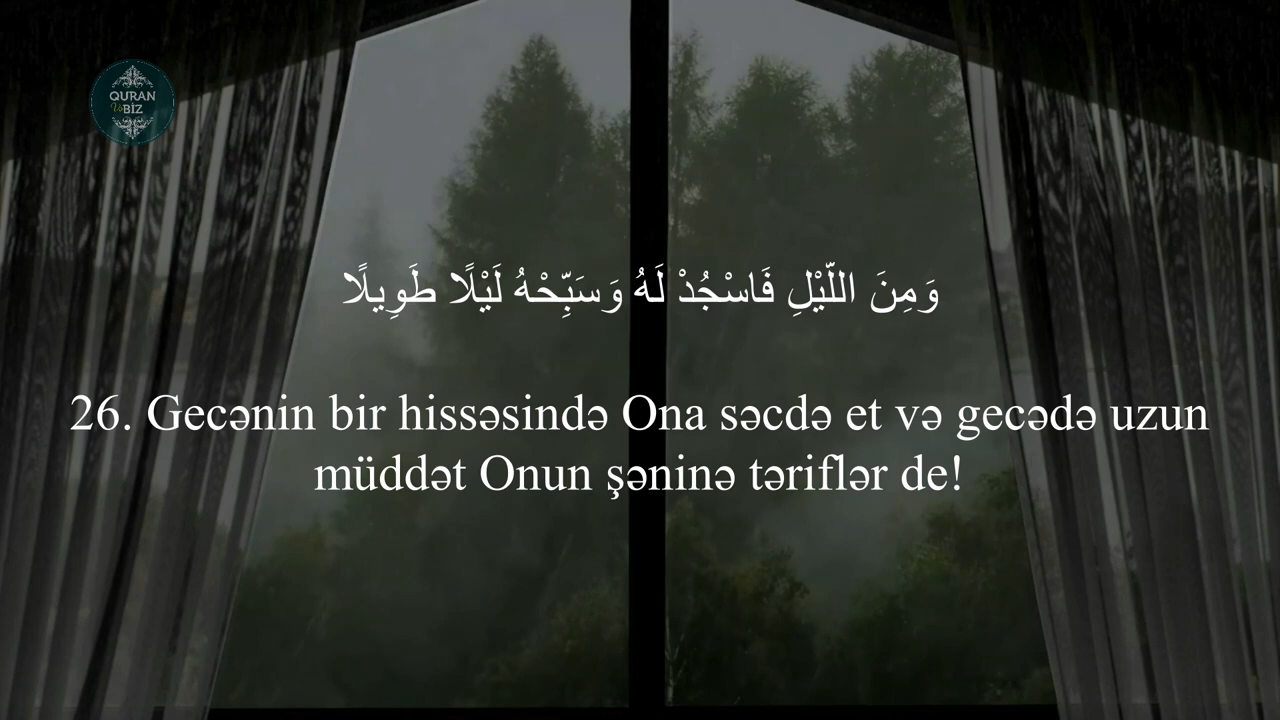 QURAN
Və BİZ
وَمِنَ اللَّيْلِ فَاسْجُدْ لَهُ وَسَبِّحْهُ لَيْلًا طَوِيلًا
26. Gecənin bir hissəsində Ona səcdə et və gecədə uzun
müddət Onun şəninə təriflər de!